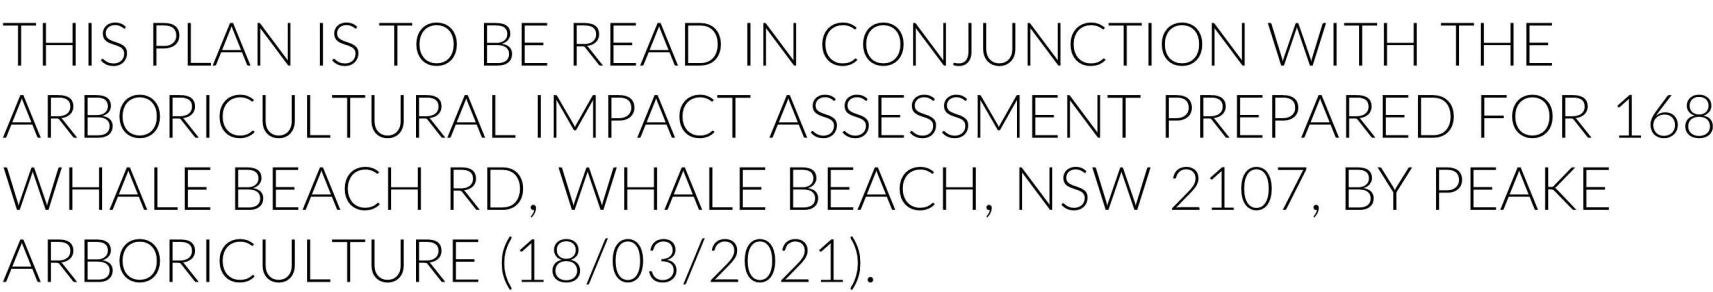 THIS PLAN IS TO BE READ IN CONJUNCTION WITH THE
ARBORICULTURAL IMPACT ASSESSMENT PREPARED FOR 168
WHALE BEACH RD, WHALE BEACH, NSW 2107, BY PEAKE
ARBORICULTURE (18/03/2021).